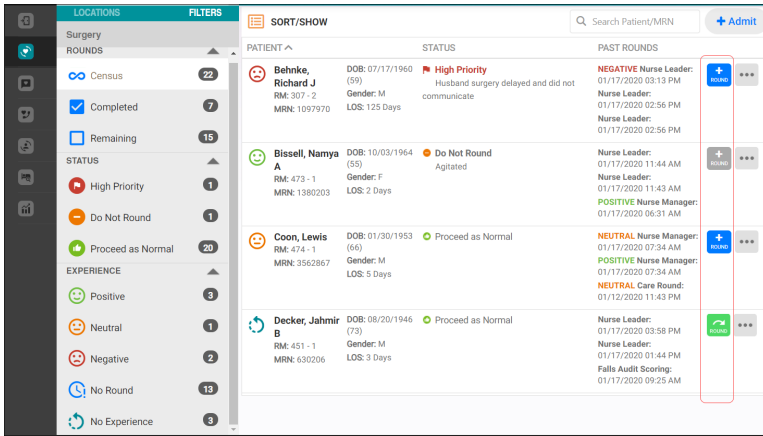 LOCATIONS FILTERS
Surgery
ROUNDS
Census 22
Completed 7
Remaining 15
STATUS
High Priority 1
Do Not Round 1
Proceed as Normal 20
EXPERIENCE
Positive 3
Neutral 1
Negative 2
No Round 13
No Experience 3
SORT/SHOW
Search Patient/MRN
+ Admit
PATIENT STATUS PAST ROUNDS
Behnke,
Richard J
RM: 307 - 2
MRN: 1097970
DOB: 07/17/1960
(59)
Gender: M
LOS: 125 Days
High Priority
Husband surgery delayed and did not
communicate
NEGATIVE Nurse Leader:
01/17/2020 03:13 PM
Nurse Leader:
01/17/2020 02:56 PM
Nurse Leader:
01/17/2020 02:56 PM
+
ROUND
Bissell, Namya
A
RM: 473 - 1
MRN: 1380203
DOB: 10/03/1964
(55)
Gender: F
LOS: 2 Days
Do Not Round
Agitated
Nurse Leader:
01/17/2020 11:44 AM
Nurse Leader:
01/17/2020 11:43 AM
POSITIVE Nurse Manager:
01/17/2020 06:31 AM
+
ROUND
Coon, Lewis
RM: 474 - 1
MRN: 3562867
DOB: 01/30/1953
(66)
Gender: M
LOS: 5 Days
Proceed as Normal
NEUTRAL Nurse Manager:
01/17/2020 07:34 AM
POSITIVE Nurse Manager:
01/17/2020 07:34 AM
NEUTRAL Care Round:
01/12/2020 11:43 PM
+
ROUND
Decker, Jahmir
B
RM: 451 - 1
MRN: 630206
DOB: 08/20/1946
(73)
Gender: M
LOS: 3 Days
Proceed as Normal
Nurse Leader:
01/17/2020 03:58 PM
Nurse Leader:
01/17/2020 01:44 PM
Falls Audit Scoring:
01/17/2020 09:25 AM
ROUND